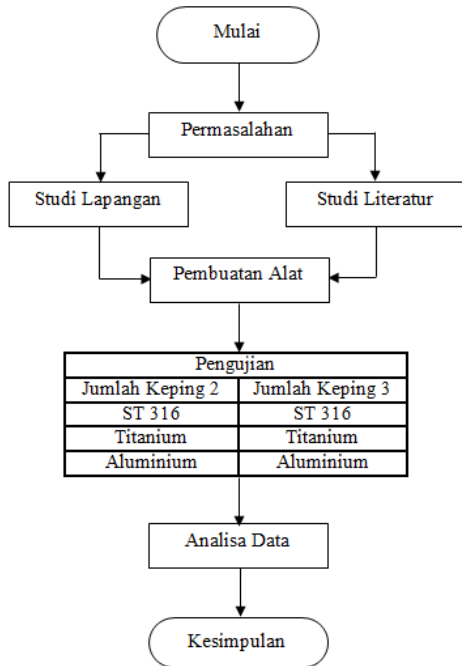 Mulai
Permasalahan
Studi Lapangan
Studi Literatur
Pembuatan Alat
Pengujian
Jumlah Keping 2 Jumlah Keping 3
ST 316 ST 316
Titanium Titanium
Aluminium Aluminium
Analisa Data
Kesimpulan